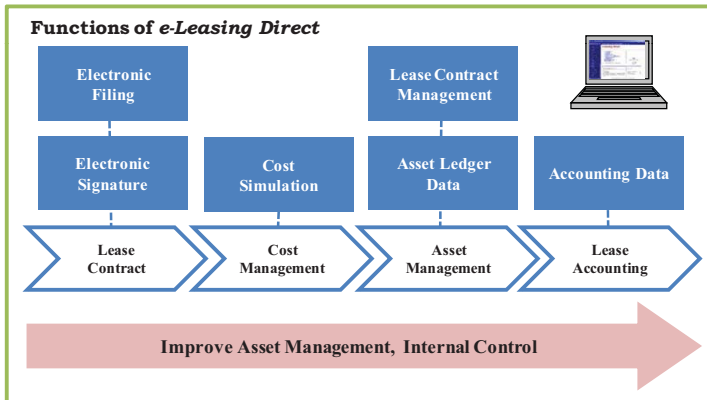 Functions of e-Leasing Direct
Electronic
Filing
Lease Contract
Management
Electronic
Signature
Cost
Simulation
Asset Ledger
Data
Accounting Data
Lease
Contract
Cost
Management
Asset
Management
Lease
Accounting
Improve Asset Management, Internal Control